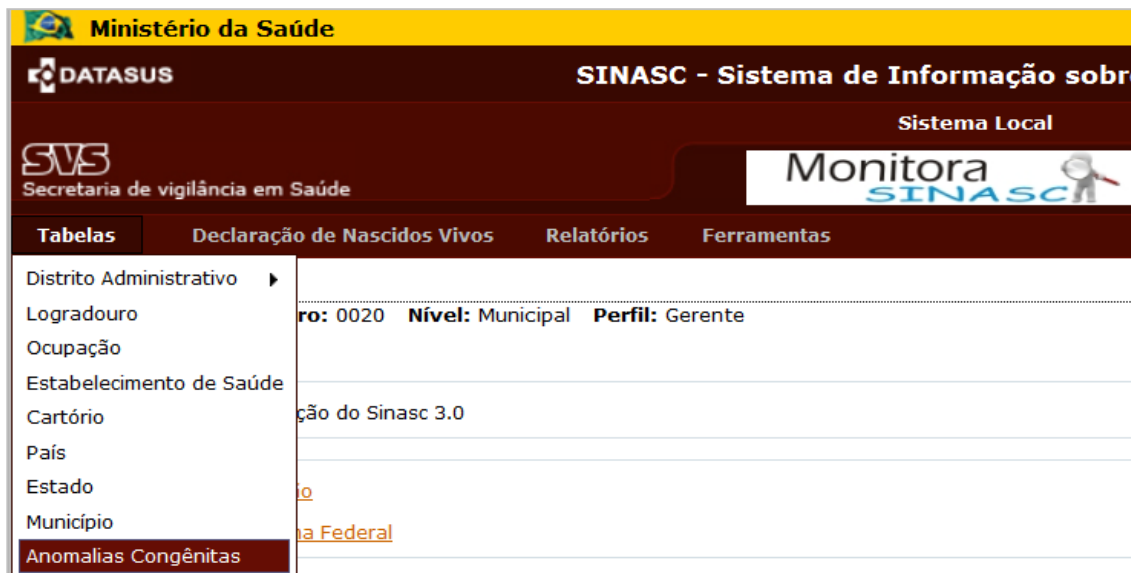 Ministério da Saúde
DATASUS
SINASC - Sistema de Informação sobr
Sistema Local
SVS
Secretaria de vigilância em Saúde
Monitora
SINASC
Tabelas Declaração de Nascidos Vivos Relatórios Ferramentas
Distrito Administrativo
Logradouro
ro: 0020 Nível: Municipal Perfil: Gerente
Ocupação
Estabelecimento de Saúde
Cartório
ção do Sinasc 3.0
País
Estado
io
Município
na Federal
Anomalias Congênitas